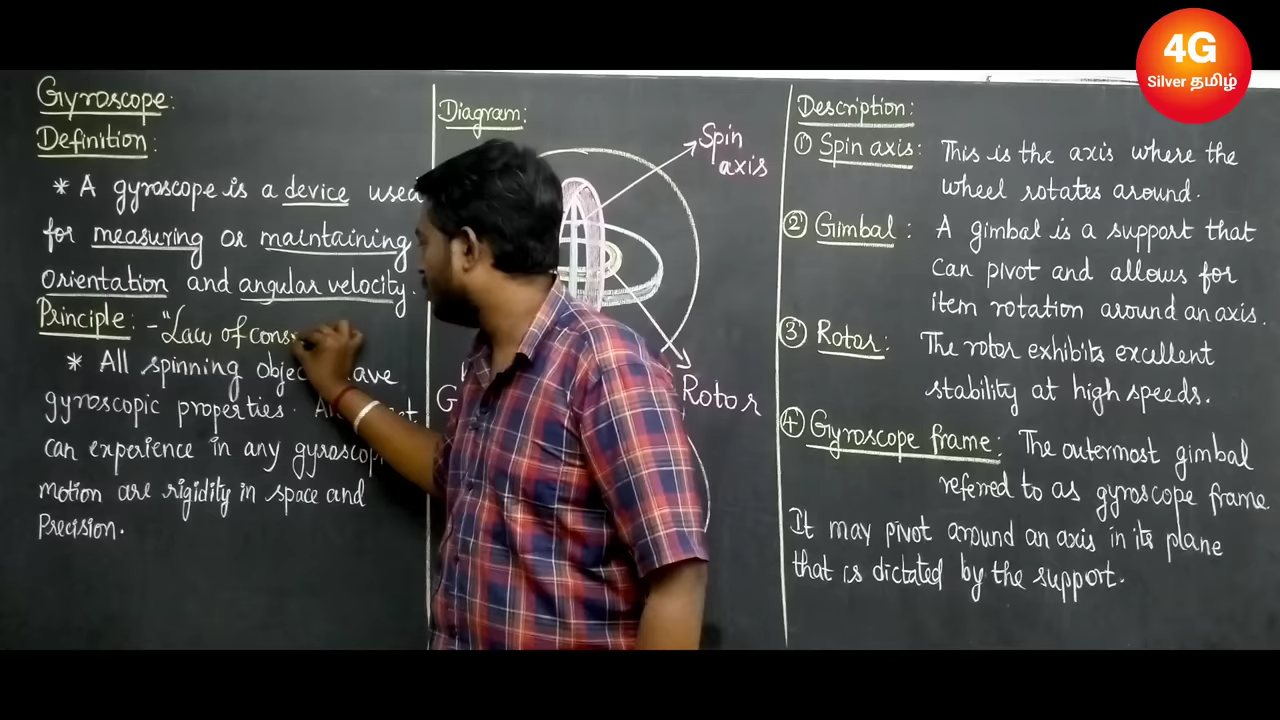 4G
Silver தமிழ்
Gyroscope:
Definition:
* A gyroscope is a device used
for measuring or maintaining
orientation and angular velocity.
Principle: - "Law of cons
* All spinning objec ave
gyroscopic properties.
can experience in any gyroscop
motion are rigidity in space and
Precision.
Diagram:
Spin
axis
G
Rotor
Description:
① Spin axis: This is the axis where the
wheel rotates around.
② Gimbal: A gimbal is a support that
can pivot and allows for
item rotation around an axis.
③ Rotor: The rotor exhibits excellent
stability at high speeds.
④ Gyroscope frame: The outermost gimbal
referred to as gyroscope frame.
It may pivot around an axis in its plane
that is dictated by the support.